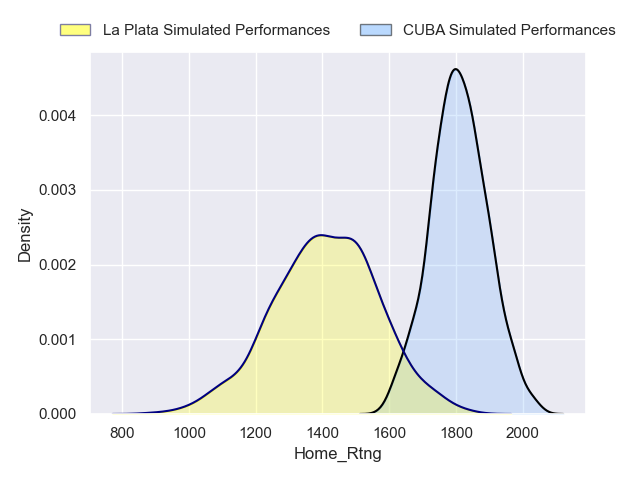 La Plata Simulated Performances CUBA Simulated Performances
0.004
0.003
0.002
0.001
0.000
Density
800 1000 1200 1400 1600 1800 2000
Home_Rtng